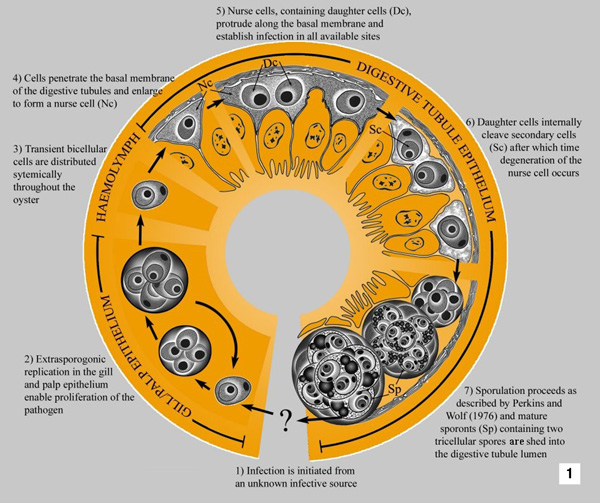 5) Nurse cells, containing daughter cells (Dc),
protrude along the basal membrane and
establish infection in all available sites
4) Cells penetrate the basal membrane
of the digestive tubules and enlarge
to form a nurse cell (Nc)
3) Transient bicellular
cells are distributed
sytemically
throughout the
oyster
2) Extrasporogonic
replication in the gill
and palp epithelium
enable proliferation of the
pathogen
1) Infection is initiated from
an unknown infective source
6) Daughter cells internally
cleave secondary cells
(Sc) after which time
degeneration of the
nurse cell occurs
7) Sporulation proceeds as
described by Perkins and
Wolf (1976) and mature
sporonts (Sp) containing two
tricellular spores are shed into
the digestive tubule lumen
DIGESTIVE TUBULE EPITHELIUM
HAEMOLYMPH
GILL/PALP EPITHELIUM
Nc
Dc
Sc
Sp
?
1